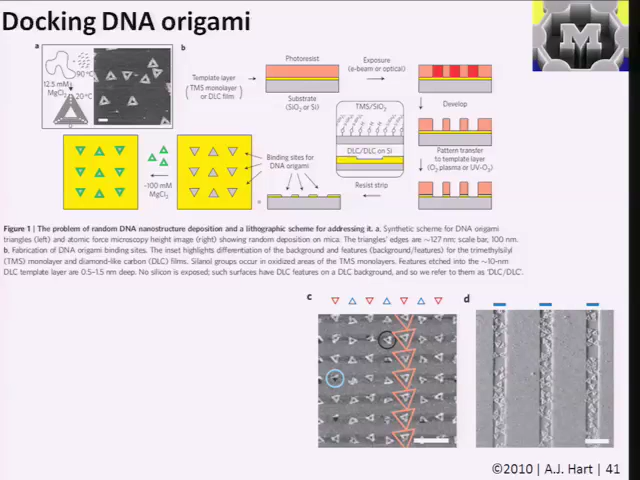 Docking DNA origami
M
a
b
90 °C
12.5 mM
MgCl2
20 °C
Template layer
(TMS monolayer
or DLC film)
Photoresist
Substrate
(SiO2 or Si)
Exposure
(e-beam or optical)
Develop
TMS/SiO2
DLC/DLC on Si
Pattern transfer
to template layer
(O2 plasma or UV-O3)
Resist strip
Binding sites for
DNA origami
~100 mM
MgCl2
Figure 1 | The problem of random DNA nanostructure deposition and a lithographic scheme for addressing it. a, Synthetic scheme for DNA origami
triangles (left) and atomic force microscopy height image (right) showing random deposition on mica. The triangles' edges are ~127 nm; scale bar, 100 nm.
b, Fabrication of DNA origami binding sites. The inset highlights differentiation of the background and features (background/features) for the trimethylsilyl
(TMS) monolayer and diamond-like carbon (DLC) films. Silanol groups occur in oxidized areas of the TMS monolayers. Features etched into the ~10-nm
DLC template layer are 0.5–1.5 nm deep. No silicon is exposed; such surfaces have DLC features on a DLC background, and so we refer to them as 'DLC/DLC'.
c
d
©2010 | A.J. Hart | 41